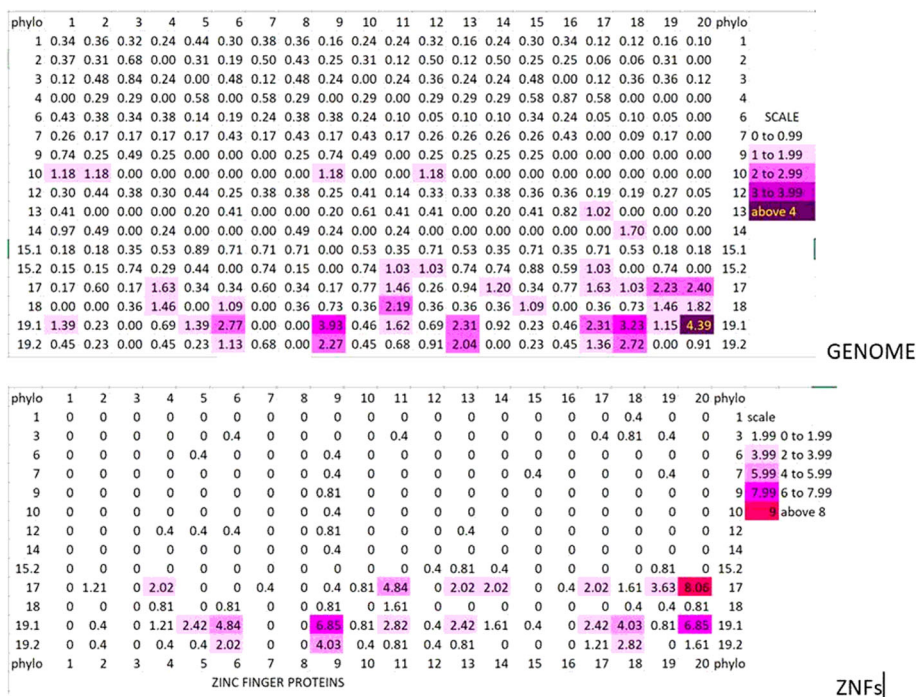 phylo 1 2 3 4 5 6 7 8 9 10 11 12 13 14 15 16 17 18 19 20 phylo
1 0.34 0.36 0.32 0.24 0.44 0.30 0.38 0.36 0.16 0.24 0.24 0.32 0.16 0.24 0.30 0.34 0.12 0.12 0.16 0.10 1
2 0.37 0.31 0.68 0.00 0.31 0.19 0.50 0.43 0.25 0.31 0.12 0.50 0.12 0.50 0.25 0.25 0.06 0.06 0.31 0.00 2
3 0.12 0.48 0.84 0.24 0.00 0.48 0.12 0.48 0.24 0.00 0.24 0.36 0.24 0.24 0.48 0.00 0.12 0.36 0.36 0.12 3
4 0.00 0.29 0.29 0.00 0.58 0.00 0.58 0.29 0.00 0.29 0.00 0.29 0.29 0.29 0.58 0.87 0.58 0.00 0.00 0.00 4
6 0.43 0.38 0.34 0.38 0.14 0.19 0.24 0.38 0.38 0.24 0.10 0.05 0.10 0.10 0.34 0.24 0.05 0.10 0.05 0.00 6 SCALE
7 0.26 0.17 0.17 0.17 0.17 0.43 0.17 0.43 0.17 0.43 0.17 0.26 0.26 0.26 0.26 0.43 0.00 0.09 0.17 0.00 7 0 to 0.99
9 0.74 0.25 0.49 0.25 0.00 0.00 0.00 0.25 0.74 0.49 0.00 0.25 0.25 0.25 0.25 0.25 0.00 0.00 0.00 0.00 9 1 to 1.99
10 1.18 1.18 0.00 0.00 0.00 0.00 0.00 0.00 1.18 0.00 0.00 1.18 0.00 0.00 0.00 0.00 0.00 0.00 0.00 0.00 10 2 to 2.99
12 0.30 0.44 0.38 0.30 0.44 0.25 0.38 0.38 0.25 0.41 0.14 0.33 0.33 0.38 0.36 0.36 0.19 0.19 0.27 0.05 12 3 to 3.99
13 0.41 0.00 0.00 0.00 0.20 0.41 0.00 0.00 0.20 0.61 0.41 0.41 0.00 0.20 0.41 0.82 1.02 0.00 0.00 0.20 13 above 4
14 0.97 0.49 0.00 0.24 0.00 0.00 0.00 0.49 0.24 0.00 0.24 0.00 0.00 0.00 0.00 0.00 0.00 1.70 0.00 0.00 14
15.1 0.18 0.18 0.35 0.53 0.89 0.71 0.71 0.71 0.00 0.53 0.35 0.71 0.53 0.35 0.71 0.35 0.71 0.53 0.18 0.18 15.1
15.2 0.15 0.15 0.74 0.29 0.44 0.00 0.74 0.15 0.00 0.74 1.03 1.03 0.74 0.74 0.88 0.59 1.03 0.00 0.74 0.00 15.2
17 0.17 0.60 0.17 1.63 0.34 0.34 0.60 0.34 0.17 0.77 1.46 0.26 0.94 1.20 0.34 0.77 1.63 1.03 2.23 2.40 17
18 0.00 0.00 0.36 1.46 0.00 1.09 0.00 0.36 0.73 0.36 2.19 0.36 0.36 0.36 1.09 0.00 0.36 0.73 1.46 1.82 18
19.1 1.39 0.23 0.00 0.69 1.39 2.77 0.00 0.00 3.93 0.46 1.62 0.69 2.31 0.92 0.23 0.46 2.31 3.23 1.15 4.39 19.1
19.2 0.45 0.23 0.00 0.45 0.23 1.13 0.68 0.00 2.27 0.45 0.68 0.91 2.04 0.00 0.23 0.45 1.36 2.72 0.00 0.91 19.2
GENOME
phylo 1 2 3 4 5 6 7 8 9 10 11 12 13 14 15 16 17 18 19 20 phylo
1 0 0 0 0 0 0 0 0 0 0 0 0 0 0 0 0 0 0.4 0 0 1 scale
3 0 0 0 0 0 0.4 0 0 0 0 0.4 0 0 0 0 0 0.4 0.81 0.4 0 3 1.99 0 to 1.99
6 0 0 0 0 0.4 0 0 0 0.4 0 0 0 0 0 0 0 0 0 0 0 6 3.99 2 to 3.99
7 0 0 0 0 0 0 0 0 0.4 0 0 0 0 0 0.4 0 0 0 0.4 0 7 5.99 4 to 5.99
9 0 0 0 0 0 0 0 0 0.81 0 0 0 0 0 0 0 0 0 0 0 9 7.99 6 to 7.99
10 0 0 0 0 0 0 0 0 0.4 0 0 0 0 0 0 0 0 0 0 0 10 9 above 8
12 0 0 0 0.4 0.4 0.4 0 0 0.81 0 0 0 0.4 0 0 0 0 0 0 0 12
14 0 0 0 0 0 0 0 0 0.4 0 0 0 0 0 0 0 0 0 0 0 14
15.2 0 0 0 0 0 0 0 0 0 0 0 0.4 0.81 0.4 0 0 0 0 0.81 0 15.2
17 0 1.21 0 2.02 0 0 0.4 0 0.4 0.81 4.84 0 2.02 2.02 0 0.4 2.02 1.61 3.63 8.06 17
18 0 0 0 0.81 0 0.81 0 0 0.81 0 1.61 0 0 0 0 0 0 0.4 0.4 0.81 18
19.1 0 0.4 0 1.21 2.42 4.84 0 0 6.85 0.81 2.82 0.4 2.42 1.61 0.4 0 2.42 4.03 0.81 6.85 19.1
19.2 0 0.4 0 0.4 0.4 2.02 0 0 4.03 0.4 0.81 0.4 0.81 0 0 0 1.21 2.82 0 1.61 19.2
phylo 1 2 3 4 5 6 7 8 9 10 11 12 13 14 15 16 17 18 19 20 phylo
ZINC FINGER PROTEINS
ZNFs